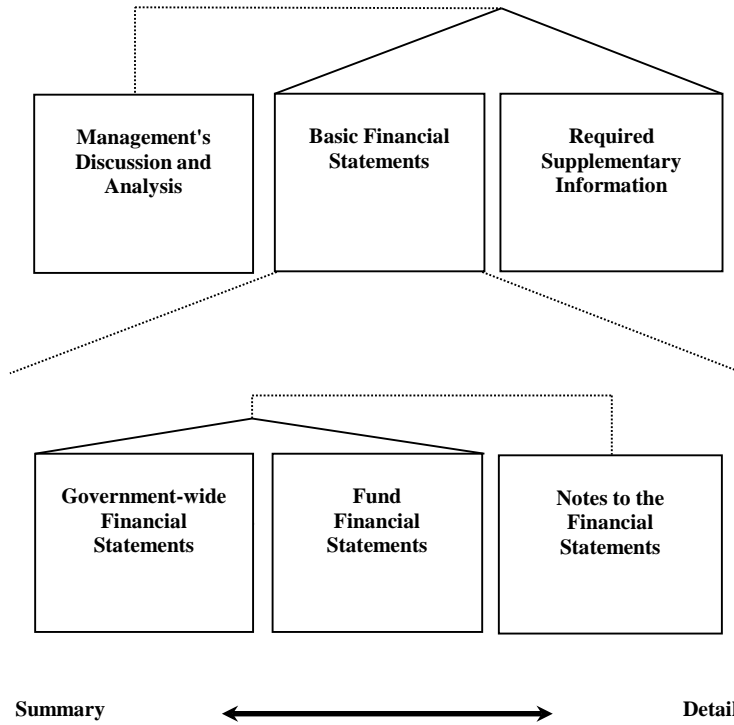 Management's
Discussion and
Analysis
Basic Financial
Statements
Required
Supplementary
Information
Government-wide
Financial
Statements
Fund
Financial
Statements
Notes to the
Financial
Statements
Summary
Detail